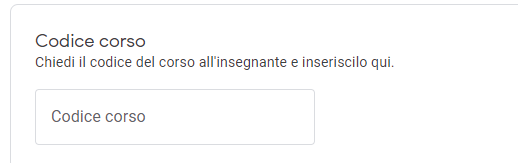 Codice corso
Chiedi il codice del corso all'insegnante e inseriscilo qui.
Codice corso